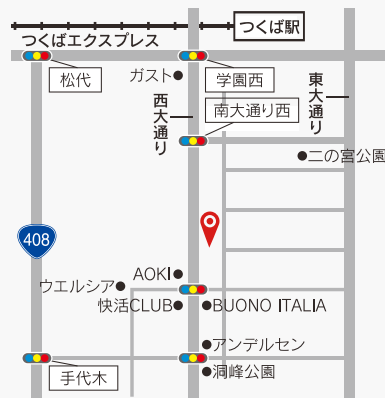 つくば駅
つくばエクスプレス
松代
ガスト
学園西
西大通り
南大通り西
東大通り
二の宮公園
408
AOKI
ウエルシア
快活CLUB
BUONO ITALIA
アンデルセン
手代木
洞峰公園